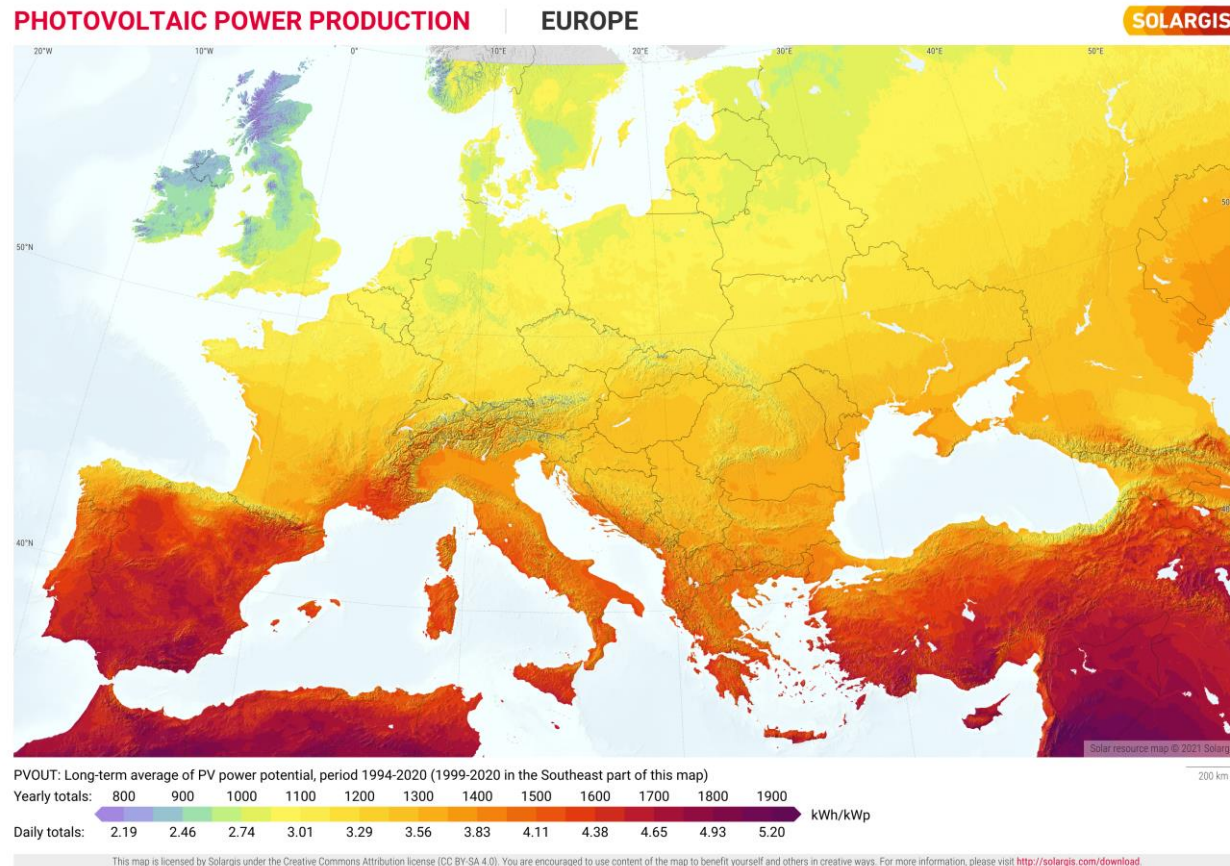 PHOTOVOLTAIC POWER PRODUCTION EUROPE
SOLARGIS
20°W 10°W 0° 10°E 20°E 30°E 40°E 50°E
50°N
50°
40°N
40°
Solar resource map © 2021 Solargis
200 km
PVOUT: Long-term average of PV power potential, period 1994-2020 (1999-2020 in the Southeast part of this map)
Yearly totals: 800 900 1000 1100 1200 1300 1400 1500 1600 1700 1800 1900
kWh/kWp
Daily totals: 2.19 2.46 2.74 3.01 3.29 3.56 3.83 4.11 4.38 4.65 4.93 5.20
This map is licensed by Solargis under the Creative Commons Attribution license (CC BY-SA 4.0). You are encouraged to use content of the map to benefit yourself and others in creative ways. For more information, please visit http://solargis.com/download.